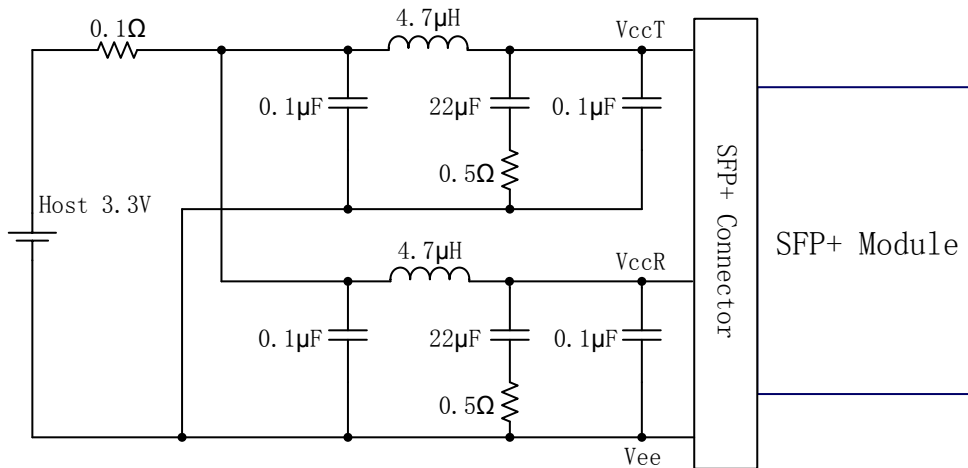 4.7μH
0.1Ω
VccT
0.1μF
22μF
0.1μF
0.5Ω
Host 3.3V
SFP+ Connector
SFP+ Module
4.7μH
VccR
0.1μF
22μF
0.1μF
0.5Ω
Vee